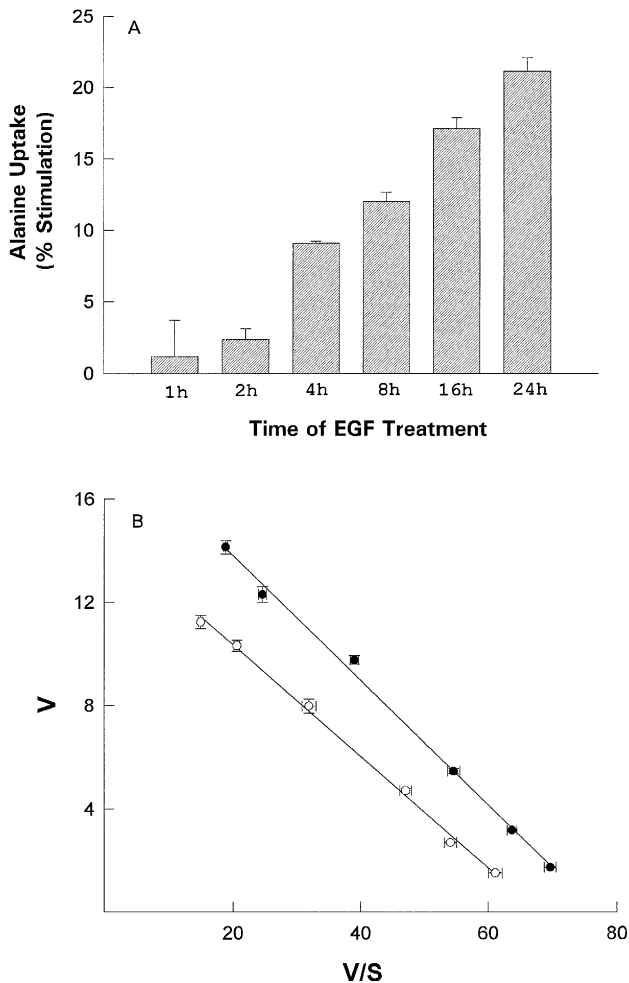 A
25
20
15
10
5
0
Alanine Uptake
(% Stimulation)
1h 2h 4h 8h 16h 24h
Time of EGF Treatment
B
16
12
8
4
V
20 40 60 80
V/S